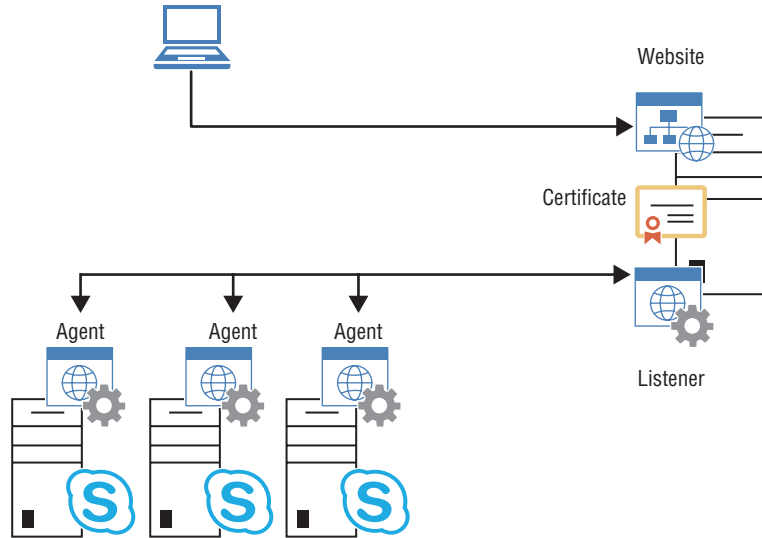 Website
Certificate
Agent
Agent
Agent
Listener
S
S
S